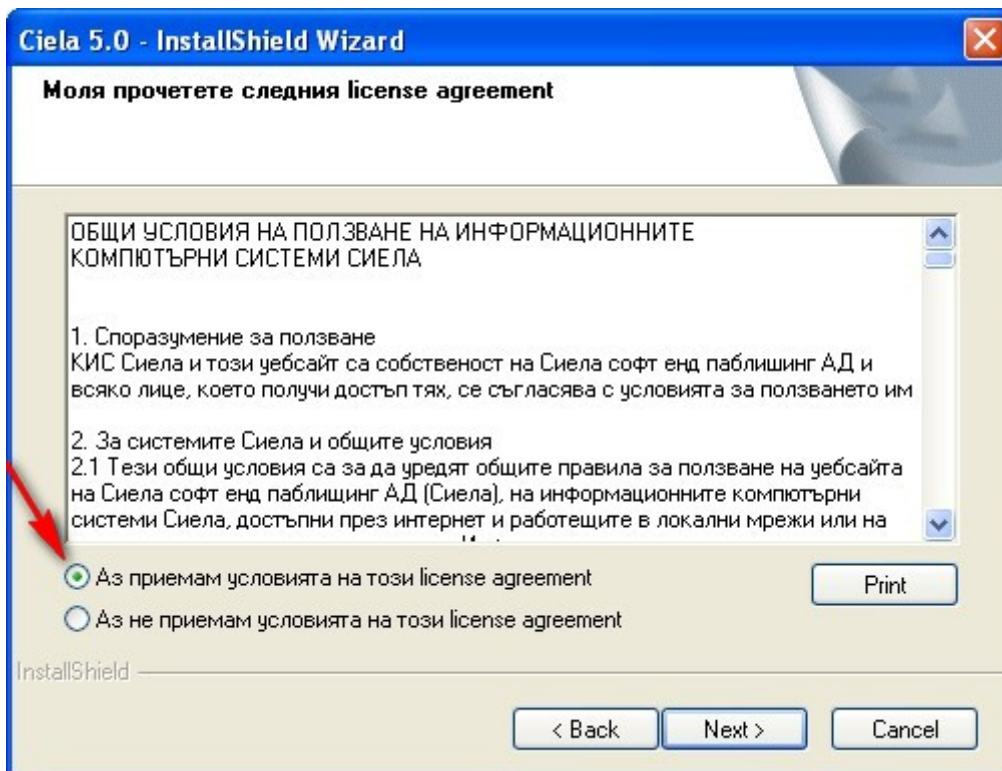 Ciela 5.0 - InstallShield Wizard
Моля прочетете следния license agreement
ОБЩИ УСЛОВИЯ НА ПОЛЗВАНЕ НА ИНФОРМАЦИОННИТЕ
КОМПЮТЪРНИ СИСТЕМИ СИЕЛА
1. Споразумение за ползване
КИС Сиела и този уебсайт са собственост на Сиела софт енд паблишинг АД и
всяко лице, което получи достъп тях, се съгласява с условията за ползването им
2. За системите Сиела и общите условия
2.1 Тези общи условия са за да уредят общите правила за ползване на уебсайта
на Сиела софт енд паблищинг АД (Сиела), на информационните компютърни
системи Сиела, достъпни през интернет и работещите в локални мрежи или на
Аз приемам условията на този license agreement
Print
Аз не приемам условията на този license agreement
InstallShield
< Back
Next >
Cancel